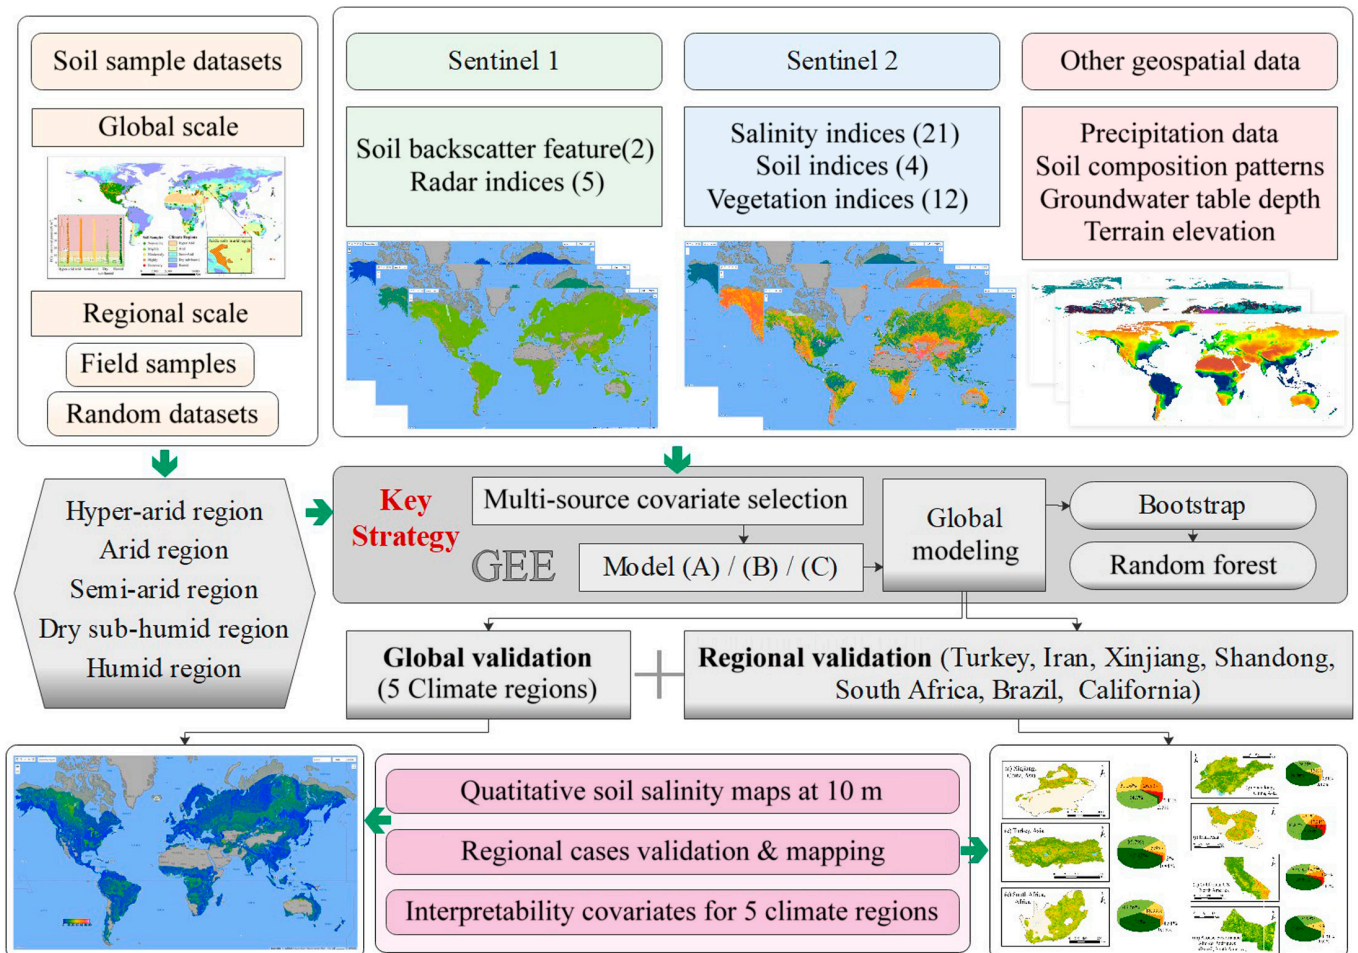 Soil sample datasets
Global scale
Regional scale
Field samples
Random datasets
Sentinel 1
Soil backscatter feature(2)
Radar indices (5)
Sentinel 2
Salinity indices (21)
Soil indices (4)
Vegetation indices (12)
Other geospatial data
Precipitation data
Soil composition patterns
Groundwater table depth
Terrain elevation
Hyper-arid region
Arid region
Semi-arid region
Dry sub-humid region
Humid region
Key
Strategy
GEE
Multi-source covariate selection
Model (A) / (B) / (C)
Global
modeling
Bootstrap
Random forest
Global validation
(5 Climate regions)
Regional validation (Turkey, Iran, Xinjiang, Shandong,
South Africa, Brazil, California)
Quantitative soil salinity maps at 10 m
Regional cases validation & mapping
Interpretability covariates for 5 climate regions